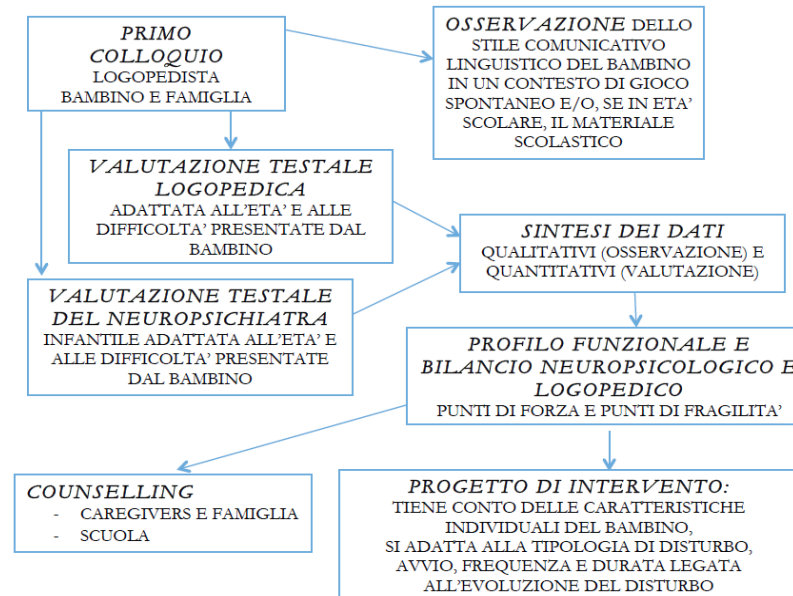 PRIMO
COLLOQUIO
LOGOPEDISTA
BAMBINO E FAMIGLIA
OSSERVAZIONE DELLO
STILE COMUNICATIVO
LINGUISTICO DEL BAMBINO
IN UN CONTESTO DI GIOCO
SPONTANEO E/O, SE IN ETA'
SCOLARE, IL MATERIALE
SCOLASTICO
VALUTAZIONE TESTALE
LOGOPEDICA
ADATTATA ALL'ETA' E ALLE
DIFFICOLTA' PRESENTATE DAL
BAMBINO
SINTESI DEI DATI
QUALITATIVI (OSSERVAZIONE) E
QUANTITATIVI (VALUTAZIONE)
VALUTAZIONE TESTALE
DEL NEUROPSICHIATRA
INFANTILE ADATTATA ALL'ETA' E
ALLE DIFFICOLTA' PRESENTATE
DAL BAMBINO
PROFILO FUNZIONALE E
BILANCIO NEUROPSICOLOGICO E
LOGOPEDICO
PUNTI DI FORZA E PUNTI DI FRAGILITA'
COUNSELLING
- CAREGIVERS E FAMIGLIA
- SCUOLA
PROGETTO DI INTERVENTO:
TIENE CONTO DELLE CARATTERISTICHE
INDIVIDUALI DEL BAMBINO,
SI ADATTA ALLA TIPOLOGIA DI DISTURBO,
AVVIO, FREQUENZA E DURATA LEGATA
ALL'EVOLUZIONE DEL DISTURBO